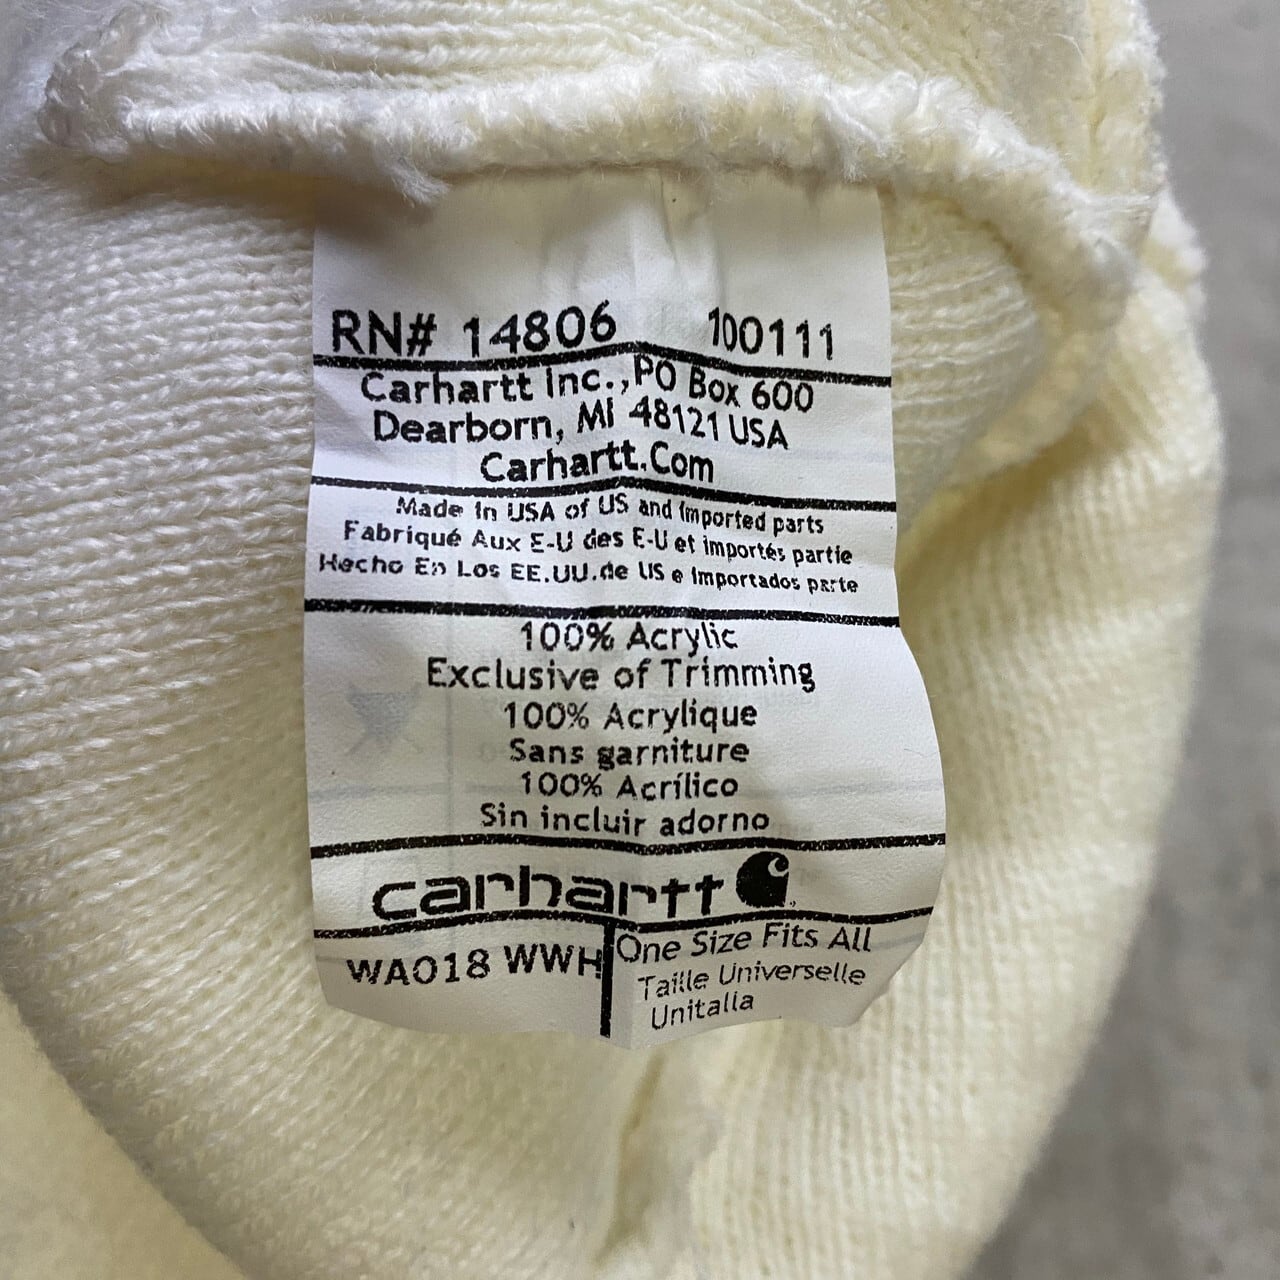 RN# 14806 100111
Carhartt Inc., PO Box 600
Dearborn, MI 48121 USA
Carhartt.Com
Made In USA of US and Imported parts
Fabriqué Aux E-U des E-U et importés partie
Hecho En Los EE.UU.de US e Importados parte
100% Acrylic
Exclusive of Trimming
100% Acrylique
Sans garniture
100% Acrílico
Sin incluir adorno
carhartt
WA018 WWH
One Size Fits All
Taille Universelle
Unitalla